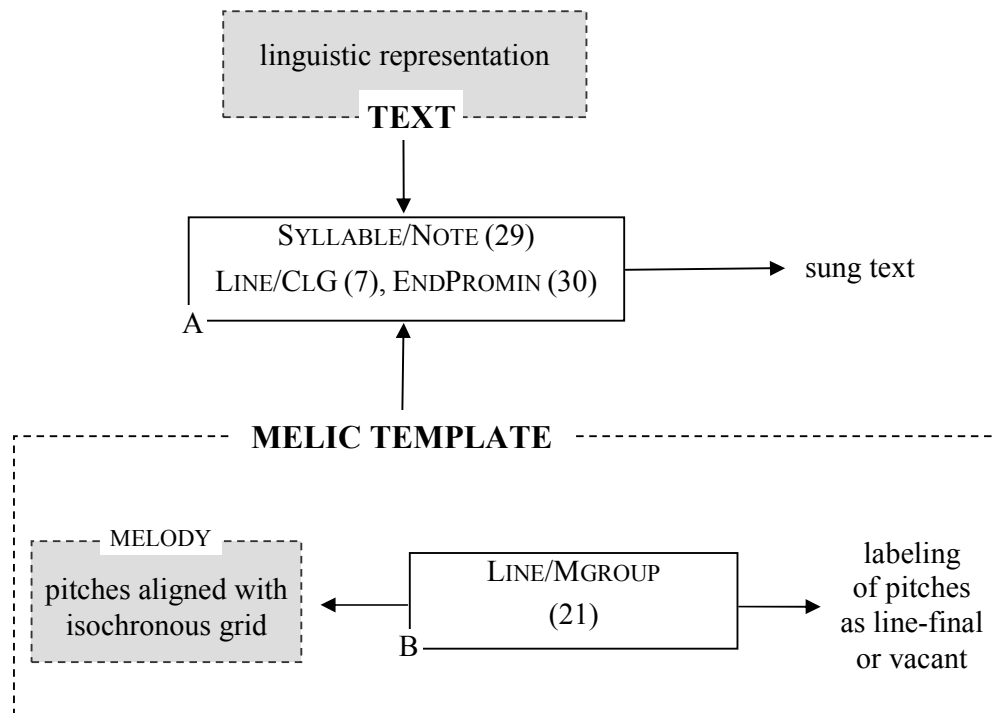 linguistic representation
TEXT
SYLLABLE/NOTE (29)
LINE/CLG (7), ENDPROMIN (30)
A
sung text
MELIC TEMPLATE
MELODY
pitches aligned with
isochronous grid
LINE/MGROUP
(21)
B
labeling
of pitches
as line-final
or vacant